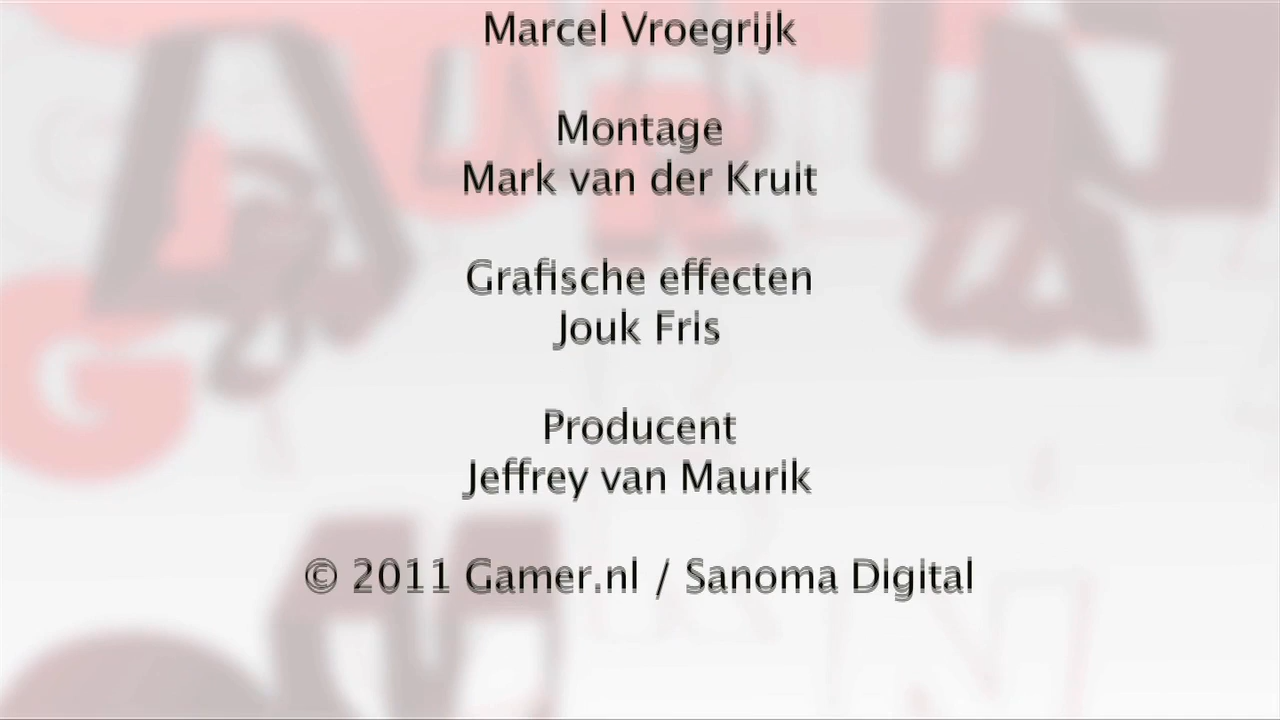 Marcel Vroegrijk
Montage
Mark van der Kruit
Grafische effecten
Jouk Fris
Producent
Jeffrey van Maurik
© 2011 Gamer.nl / Sanoma Digital